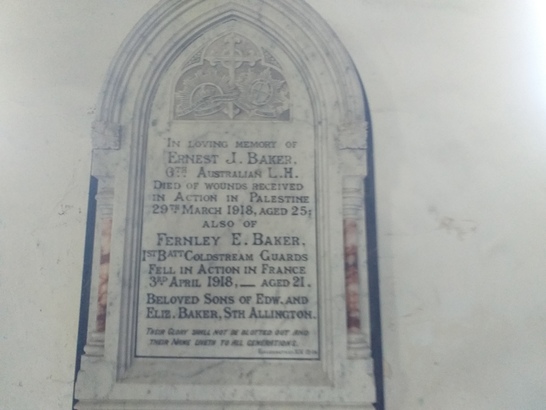 IN LOVING MEMORY OF
ERNEST J. BAKER,
6TH AUSTRALIAN L.H.
DIED OF WOUNDS RECEIVED
IN ACTION IN PALESTINE
29TH MARCH 1918, AGED 25;
ALSO OF
FERNLEY E. BAKER,
1ST BATT COLDSTREAM GUARDS
FELL IN ACTION IN FRANCE
3RD APRIL 1918, — AGED 21.
BELOVED SONS OF EDW. AND
ELIZ. BAKER, STH ALLINGTON.
THEIR GLORY SHALL NOT BE BLOTTED OUT AND
THEIR NAME LIVETH TO ALL GENERATIONS.